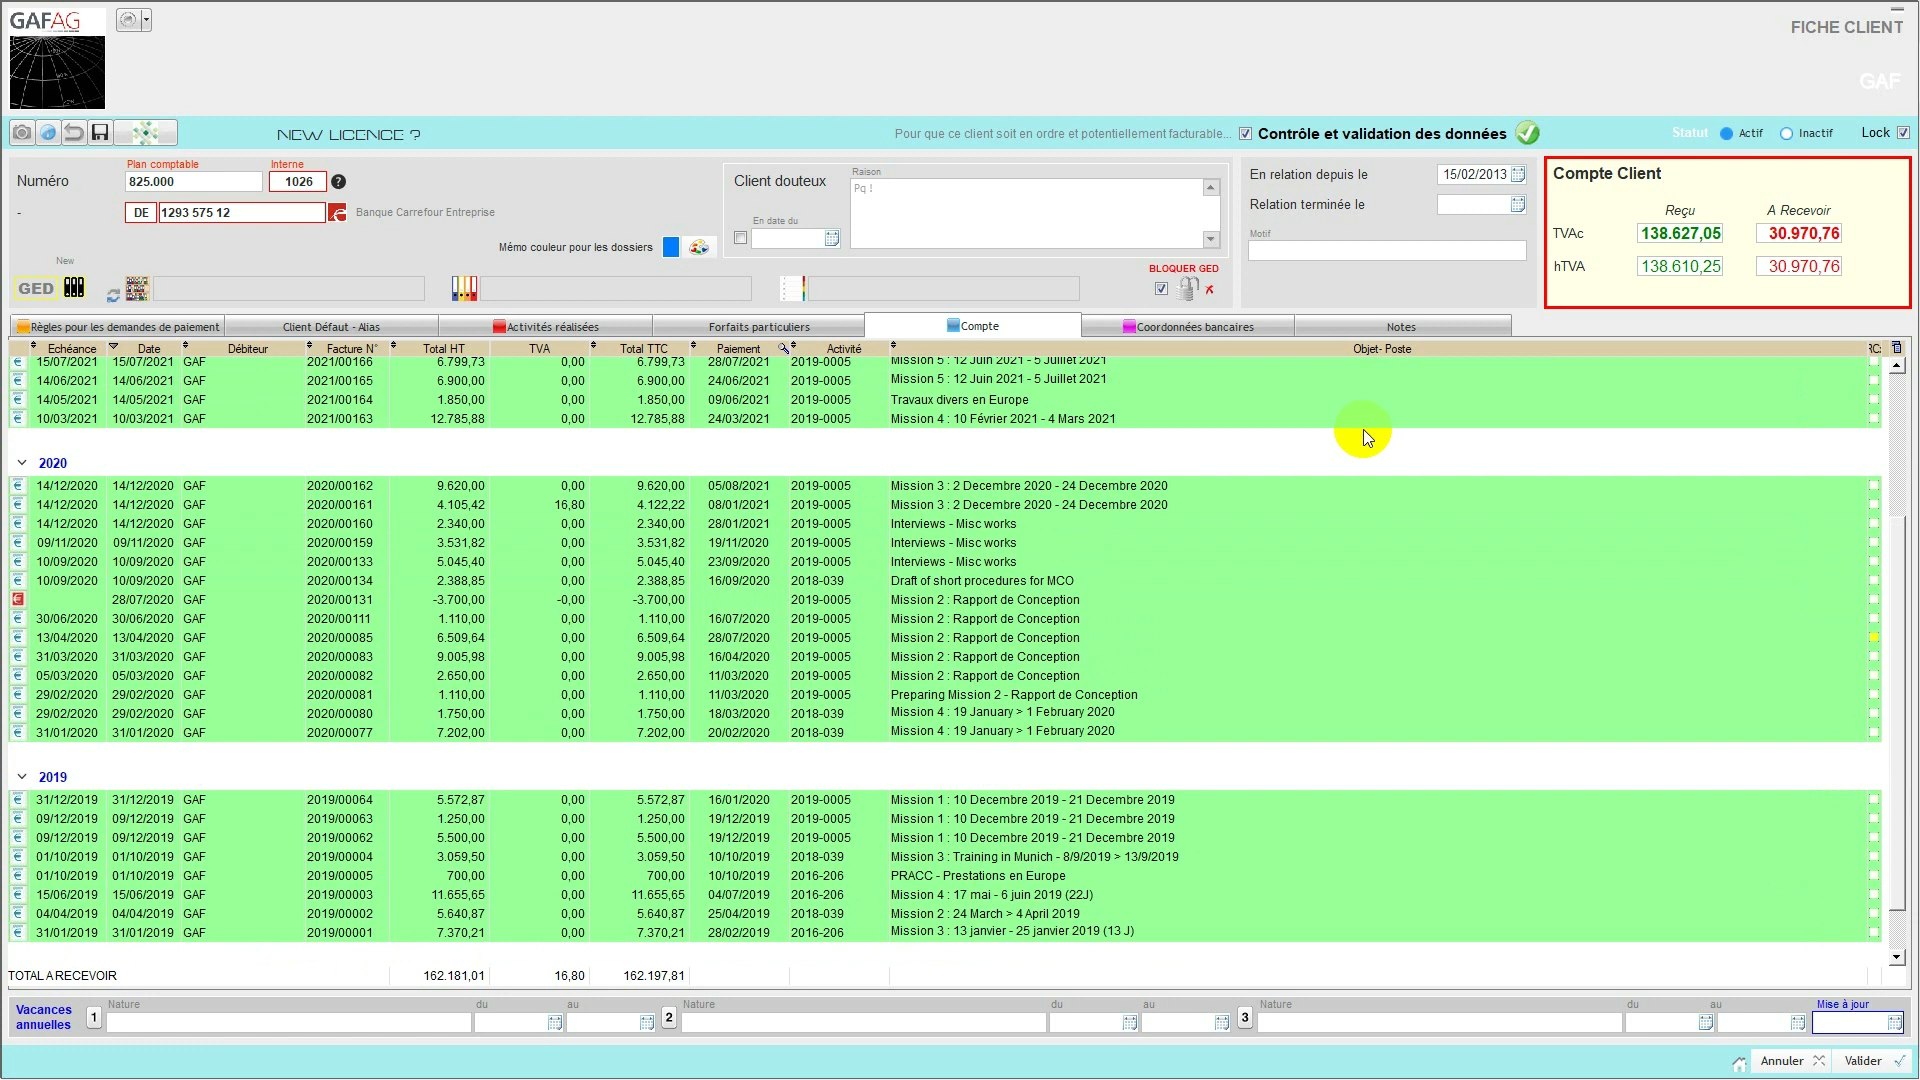 GAFAG
FICHE CLIENT
GAF
NEW LICENCE ?
Pour que ce client soit en ordre et potentiellement facturable...
Contrôle et validation des données
Statut
Actif
Inactif
Lock
Numéro
Plan comptable
825.000
Interne
1026
-
DE
1293 575 12
Banque Carrefour Entreprise
Mémo couleur pour les dossiers
New
GED
Client douteux
Raison
Pq !
En date du
BLOQUER GED
En relation depuis le
15/02/2013
Relation terminée le
Motif
Compte Client
Reçu A Recevoir
TVAc 138.627,05 30.970,76
hTVA 138.610,25 30.970,76
Règles pour les demandes de paiement
Client Défaut - Alias
Activités réalisées
Forfaits particuliers
Compte
Coordonnées bancaires
Notes
Echéance Date Débiteur Facture N° Total HT TVA Total TTC Paiement Activité Objet- Poste
15/07/2021 15/07/2021 GAF 2021/00166 6.799,73 0,00 6.799,73 28/07/2021 2019-0005 Mission 5 : 12 Juin 2021 - 5 Juillet 2021
14/06/2021 14/06/2021 GAF 2021/00165 6.900,00 0,00 6.900,00 24/06/2021 2019-0005 Mission 5 : 12 Juin 2021 - 5 Juillet 2021
14/05/2021 14/05/2021 GAF 2021/00164 1.850,00 0,00 1.850,00 09/06/2021 2019-0005 Travaux divers en Europe
10/03/2021 10/03/2021 GAF 2021/00163 12.785,88 0,00 12.785,88 24/03/2021 2019-0005 Mission 4 : 10 Février 2021 - 4 Mars 2021
2020
14/12/2020 14/12/2020 GAF 2020/00162 9.620,00 0,00 9.620,00 05/08/2021 2019-0005 Mission 3 : 2 Decembre 2020 - 24 Decembre 2020
14/12/2020 14/12/2020 GAF 2020/00161 4.105,42 16,80 4.122,22 08/01/2021 2019-0005 Mission 3 : 2 Decembre 2020 - 24 Decembre 2020
14/12/2020 14/12/2020 GAF 2020/00160 2.340,00 0,00 2.340,00 28/01/2021 2019-0005 Interviews - Misc works
09/11/2020 09/11/2020 GAF 2020/00159 3.531,82 0,00 3.531,82 19/11/2020 2019-0005 Interviews - Misc works
10/09/2020 10/09/2020 GAF 2020/00133 5.045,40 0,00 5.045,40 23/09/2020 2019-0005 Interviews - Misc works
10/09/2020 10/09/2020 GAF 2020/00134 2.388,85 0,00 2.388,85 16/09/2020 2018-039 Draft of short procedures for MCO
28/07/2020 GAF 2020/00131 -3.700,00 -0,00 -3.700,00 2019-0005 Mission 2 : Rapport de Conception
30/06/2020 30/06/2020 GAF 2020/00111 1.110,00 0,00 1.110,00 16/07/2020 2019-0005 Mission 2 : Rapport de Conception
13/04/2020 13/04/2020 GAF 2020/00085 6.509,64 0,00 6.509,64 28/07/2020 2019-0005 Mission 2 : Rapport de Conception
31/03/2020 31/03/2020 GAF 2020/00083 9.005,98 0,00 9.005,98 16/04/2020 2019-0005 Mission 2 : Rapport de Conception
05/03/2020 05/03/2020 GAF 2020/00082 2.650,00 0,00 2.650,00 11/03/2020 2019-0005 Mission 2 : Rapport de Conception
29/02/2020 29/02/2020 GAF 2020/00081 1.110,00 0,00 1.110,00 11/03/2020 2019-0005 Preparing Mission 2 - Rapport de Conception
29/02/2020 29/02/2020 GAF 2020/00080 1.750,00 0,00 1.750,00 18/03/2020 2018-039 Mission 4 : 19 January > 1 February 2020
31/01/2020 31/01/2020 GAF 2020/00077 7.202,00 0,00 7.202,00 20/02/2020 2018-039 Mission 4 : 19 January > 1 February 2020
2019
31/12/2019 31/12/2019 GAF 2019/00064 5.572,87 0,00 5.572,87 16/01/2020 2019-0005 Mission 1 : 10 Decembre 2019 - 21 Decembre 2019
09/12/2019 09/12/2019 GAF 2019/00063 1.250,00 0,00 1.250,00 19/12/2019 2019-0005 Mission 1 : 10 Decembre 2019 - 21 Decembre 2019
09/12/2019 09/12/2019 GAF 2019/00062 5.500,00 0,00 5.500,00 19/12/2019 2019-0005 Mission 1 : 10 Decembre 2019 - 21 Decembre 2019
01/10/2019 01/10/2019 GAF 2019/00004 3.059,50 0,00 3.059,50 10/10/2019 2018-039 Mission 3 : Training in Munich - 8/9/2019 > 13/9/2019
01/10/2019 01/10/2019 GAF 2019/00005 700,00 0,00 700,00 10/10/2019 2016-206 PRACC - Prestations en Europe
15/06/2019 15/06/2019 GAF 2019/00003 11.655,65 0,00 11.655,65 04/07/2019 2016-206 Mission 4 : 17 mai - 6 juin 2019 (22J)
04/04/2019 04/04/2019 GAF 2019/00002 5.640,87 0,00 5.640,87 25/04/2019 2018-039 Mission 2 : 24 March > 4 April 2019
31/01/2019 31/01/2019 GAF 2019/00001 7.370,21 0,00 7.370,21 28/02/2019 2016-206 Mission 3 : 13 janvier - 25 janvier 2019 (13 J)
TOTAL A RECEVOIR 162.181,01 16,80 162.197,81
Vacances annuelles
1 Nature du au
2 Nature du au
3 Nature du au
Mise à jour
Annuler
Valider